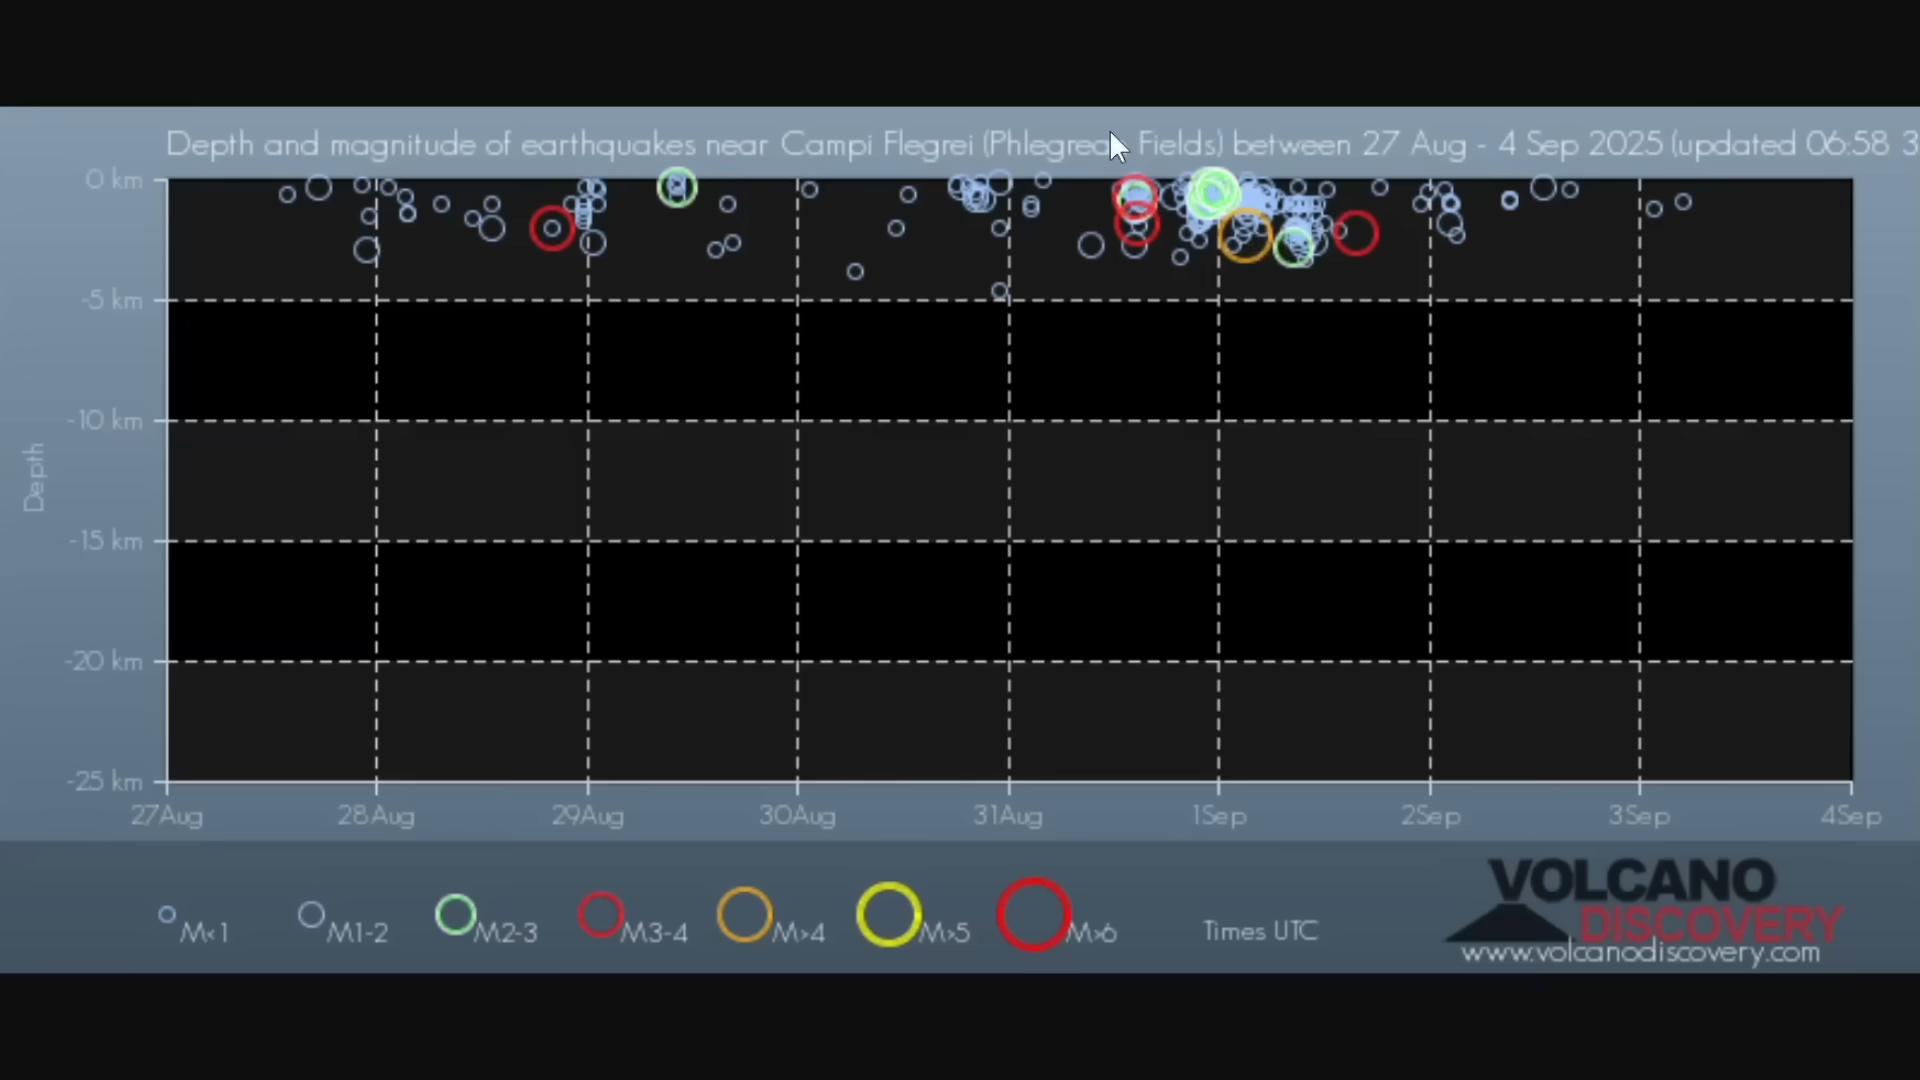 Depth and magnitude of earthquakes near Campi Flegrei (Phlegrea Fields) between 27 Aug - 4 Sep 2025 (updated 06:58 3
0 km
-5 km
-10 km
-15 km
-20 km
-25 km
Depth
27Aug 28Aug 29Aug 30Aug 31Aug 1Sep 2Sep 3Sep 4Sep
M<1 M1-2 M2-3 M3-4 M>4 M>5 M>6 Times UTC
VOLCANO
DISCOVERY
www.volcanodiscovery.com